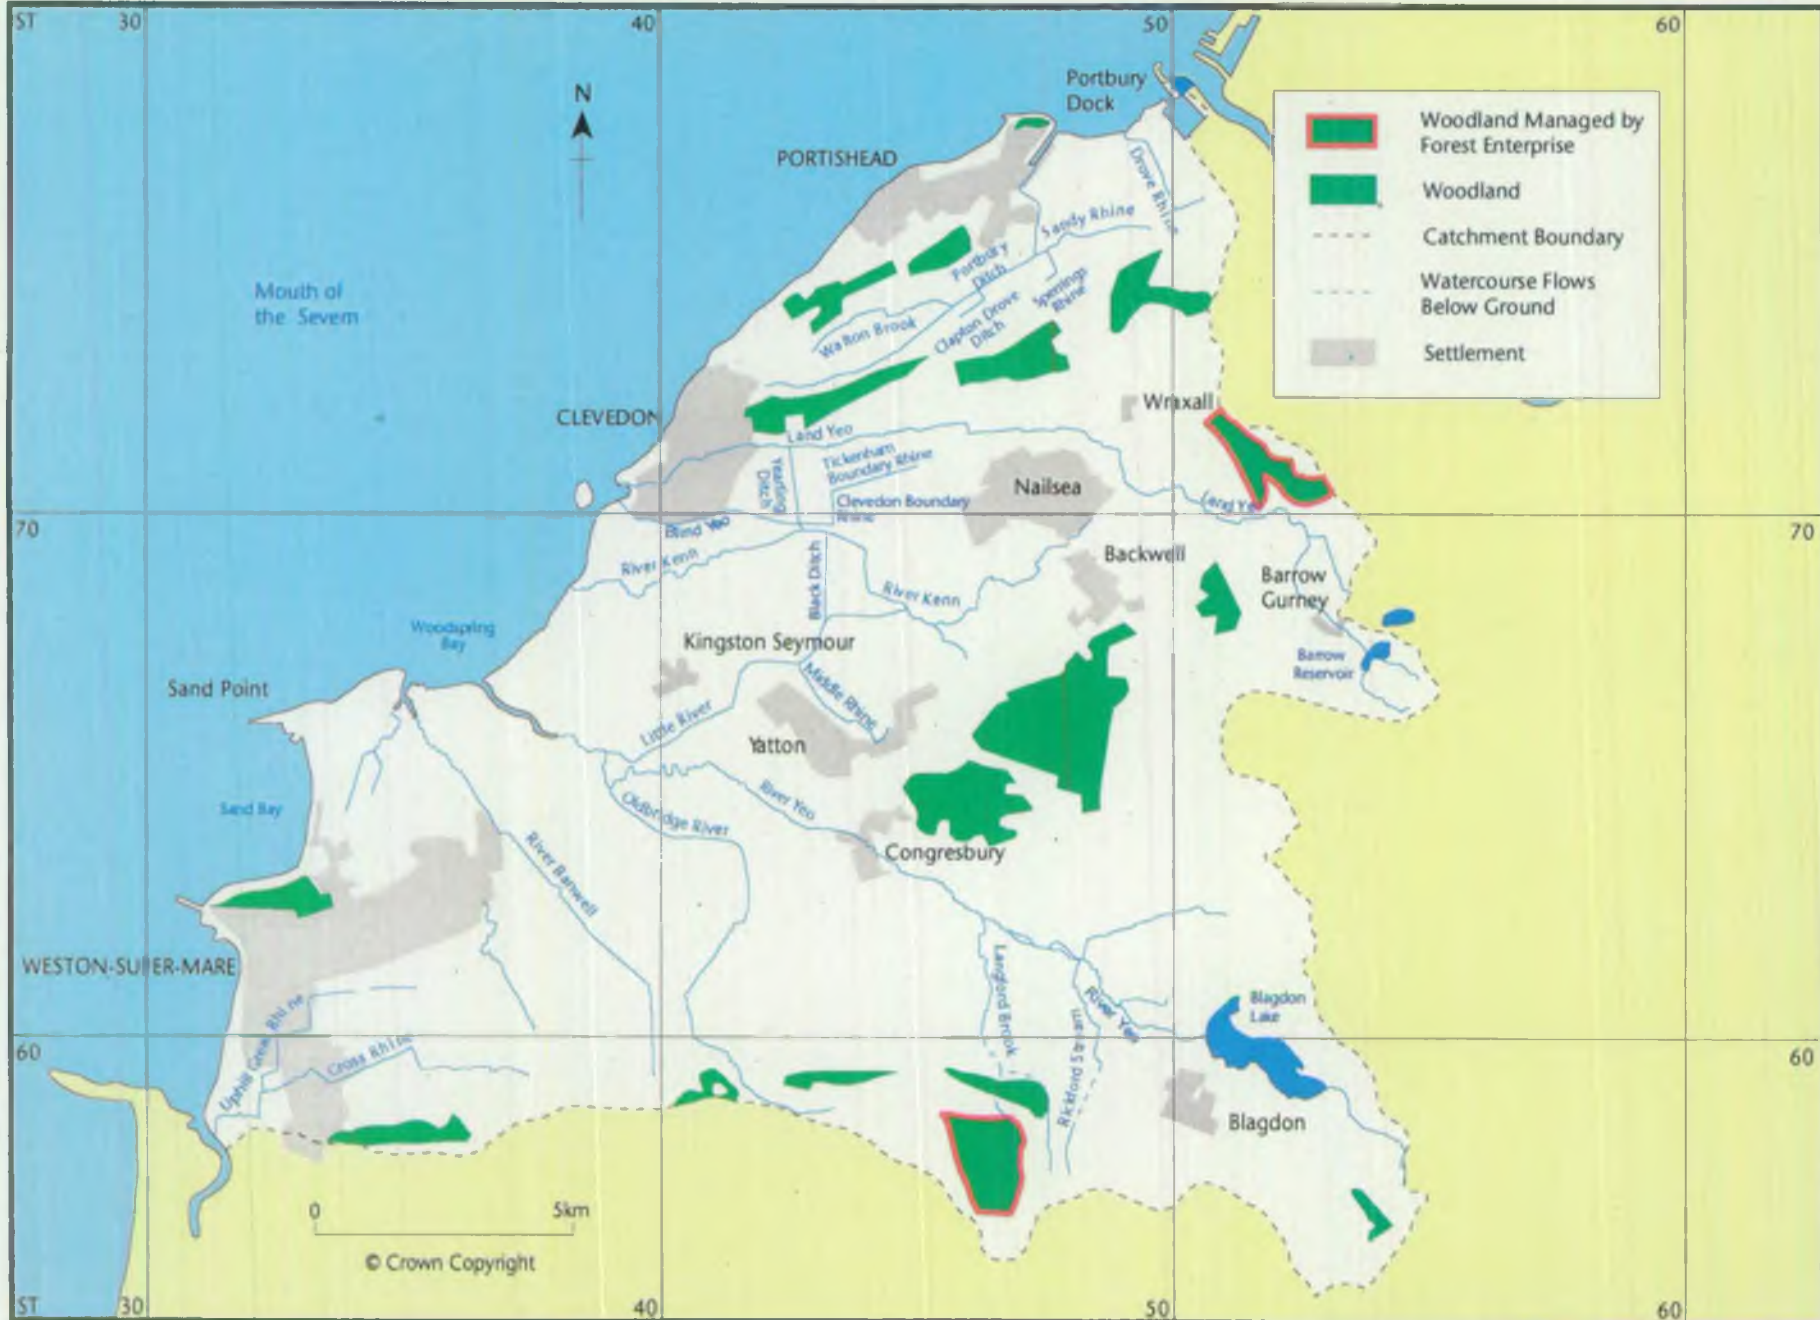 ST 30 40 50 60
Portbury
Dock
N
PORTISHEAD
Woodland Managed by
Forest Enterprise
Woodland
Catchment Boundary
Watercourse Flows
Below Ground
Settlement
Drove Rhine
Sandy Rhine
Portbury
Ditch
Spenings
Rhine
Mouth of
the Severn
Walton Brook
Clapton Drove
Ditch
Wraxall
CLEVEDON
Land Yeo
Tickenham
Boundary Rhine
Yearling
Ditch
Nailsea
Clevedon Boundary
Rhine
Land Yeo
70 70
Blind Yeo
River Kenn
Black Ditch
Backwell
River Kenn
Barrow
Gurney
Woodspring
Bay
Kingston Seymour
Barrow
Reservoir
Sand Point
Middle Rhine
Little River
Yatton
Sand Bay
River Yeo
Oldbridge River
Congresbury
River Banwell
WESTON-SUPER-MARE
Langford Brook
River Yeo
Blagdon
Lake
Uphill Great Rhine
60 60
Cross Rhine
Rickford Stream
Blagdon
0 5km
© Crown Copyright
ST 30 40 50 60